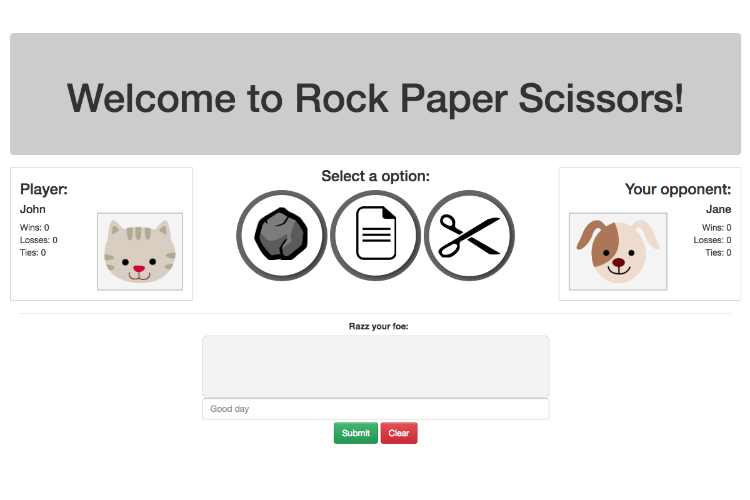 Welcome to Rock Paper Scissors!
Player:
John
Wins: 0
Losses: 0
Ties: 0
Select a option:
Your opponent:
Jane
Wins: 0
Losses: 0
Ties: 0
Razz your foe:
Good day
Submit
Clear